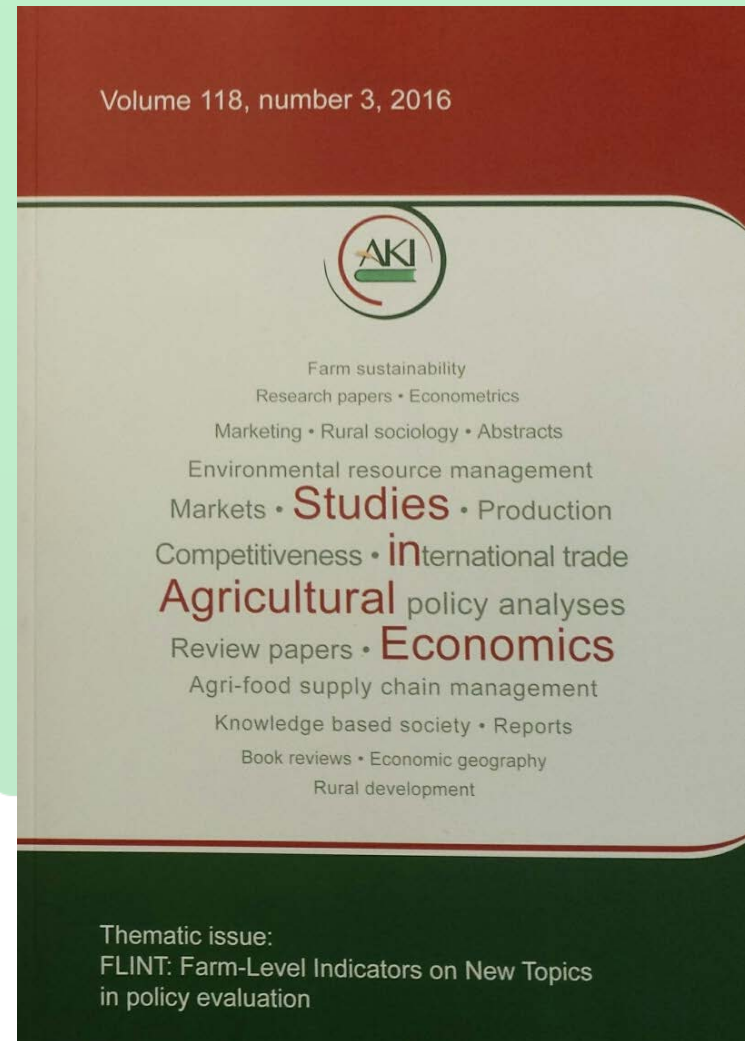 Volume 118, number 3, 2016
AKI
Farm sustainability
Research papers • Econometrics
Marketing • Rural sociology • Abstracts
Environmental resource management
Markets • Studies • Production
Competitiveness • international trade
Agricultural policy analyses
Review papers • Economics
Agri-food supply chain management
Knowledge based society • Reports
Book reviews • Economic geography
Rural development
Thematic issue:
FLINT: Farm-Level Indicators on New Topics
in policy evaluation